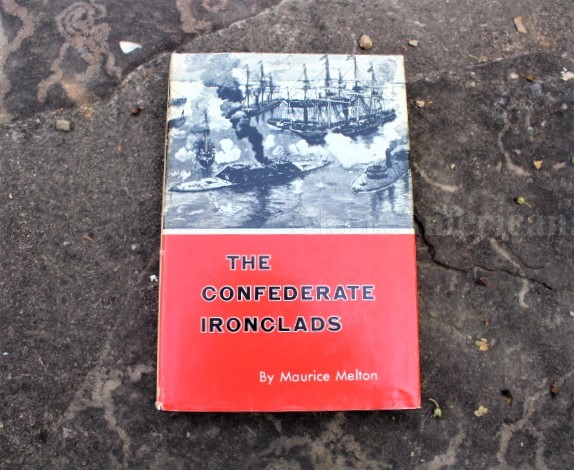 THE
CONFEDERATE
IRONCLADS
By Maurice Melton